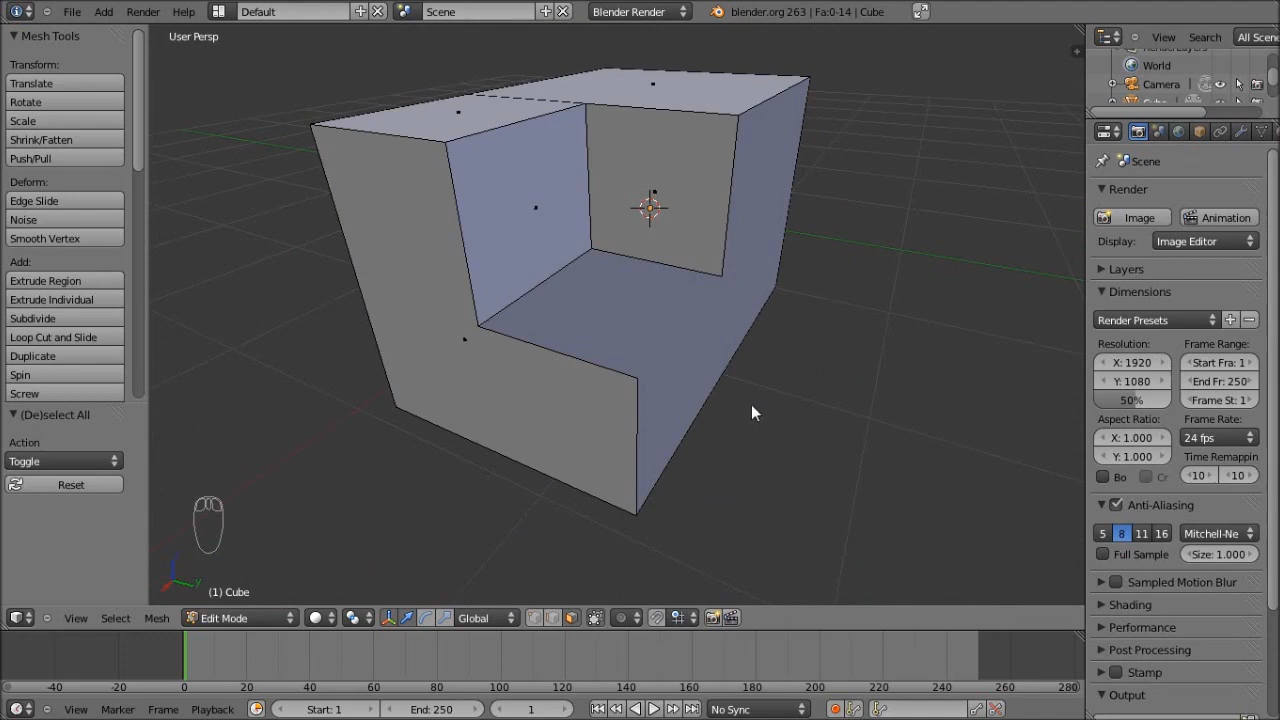 File Add Render Help Default Scene Blender Render blender.org 263 | Fa:0-14 | Cube
Mesh Tools
Transform:
Translate
Rotate
Scale
Shrink/Fatten
Push/Pull
Deform:
Edge Slide
Noise
Smooth Vertex
Add:
Extrude Region
Extrude Individual
Subdivide
Loop Cut and Slide
Duplicate
Spin
Screw
(De)select All
Action
Toggle
Reset
User Persp
y
(1) Cube
View Select Mesh Edit Mode Global
-40 -20 0 20 40 60 80 100 120 140 160 180 200 220 240 260 280
View Marker Frame Playback Start: 1 End: 250 1 No Sync
View Search All Scene
RenderLayers
World
Camera
Scene
Render
Image Animation
Display: Image Editor
Layers
Dimensions
Render Presets
Resolution: Frame Range:
X: 1920 Start Fra: 1
Y: 1080 End Fr: 250
50% Frame St: 1
Aspect Ratio: Frame Rate:
X: 1.000 24 fps
Y: 1.000 Time Remappin
Bo Cr 10 10
Anti-Aliasing
5 8 11 16 Mitchell-Ne
Full Sample Size: 1.000
Sampled Motion Blur
Shading
Performance
Post Processing
Stamp
Output